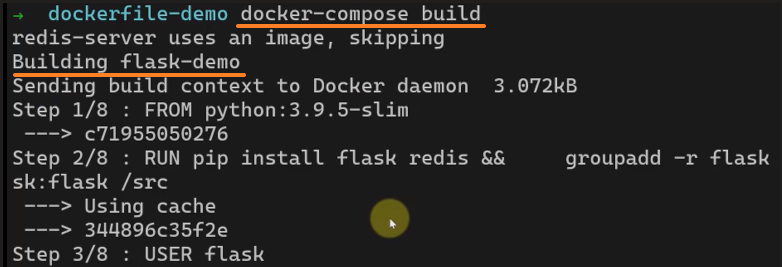 → dockerfile-demo docker-compose build
redis-server uses an image, skipping
Building flask-demo
Sending build context to Docker daemon  3.072kB
Step 1/8 : FROM python:3.9.5-slim
 ---> c71955050276
Step 2/8 : RUN pip install flask redis &&     groupadd -r flask
sk:flask /src
 ---> Using cache
 ---> 344896c35f2e
Step 3/8 : USER flask